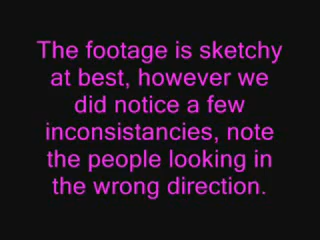 The footage is sketchy
at best, however we
did notice a few
inconsistancies, note
the people looking in
the wrong direction.